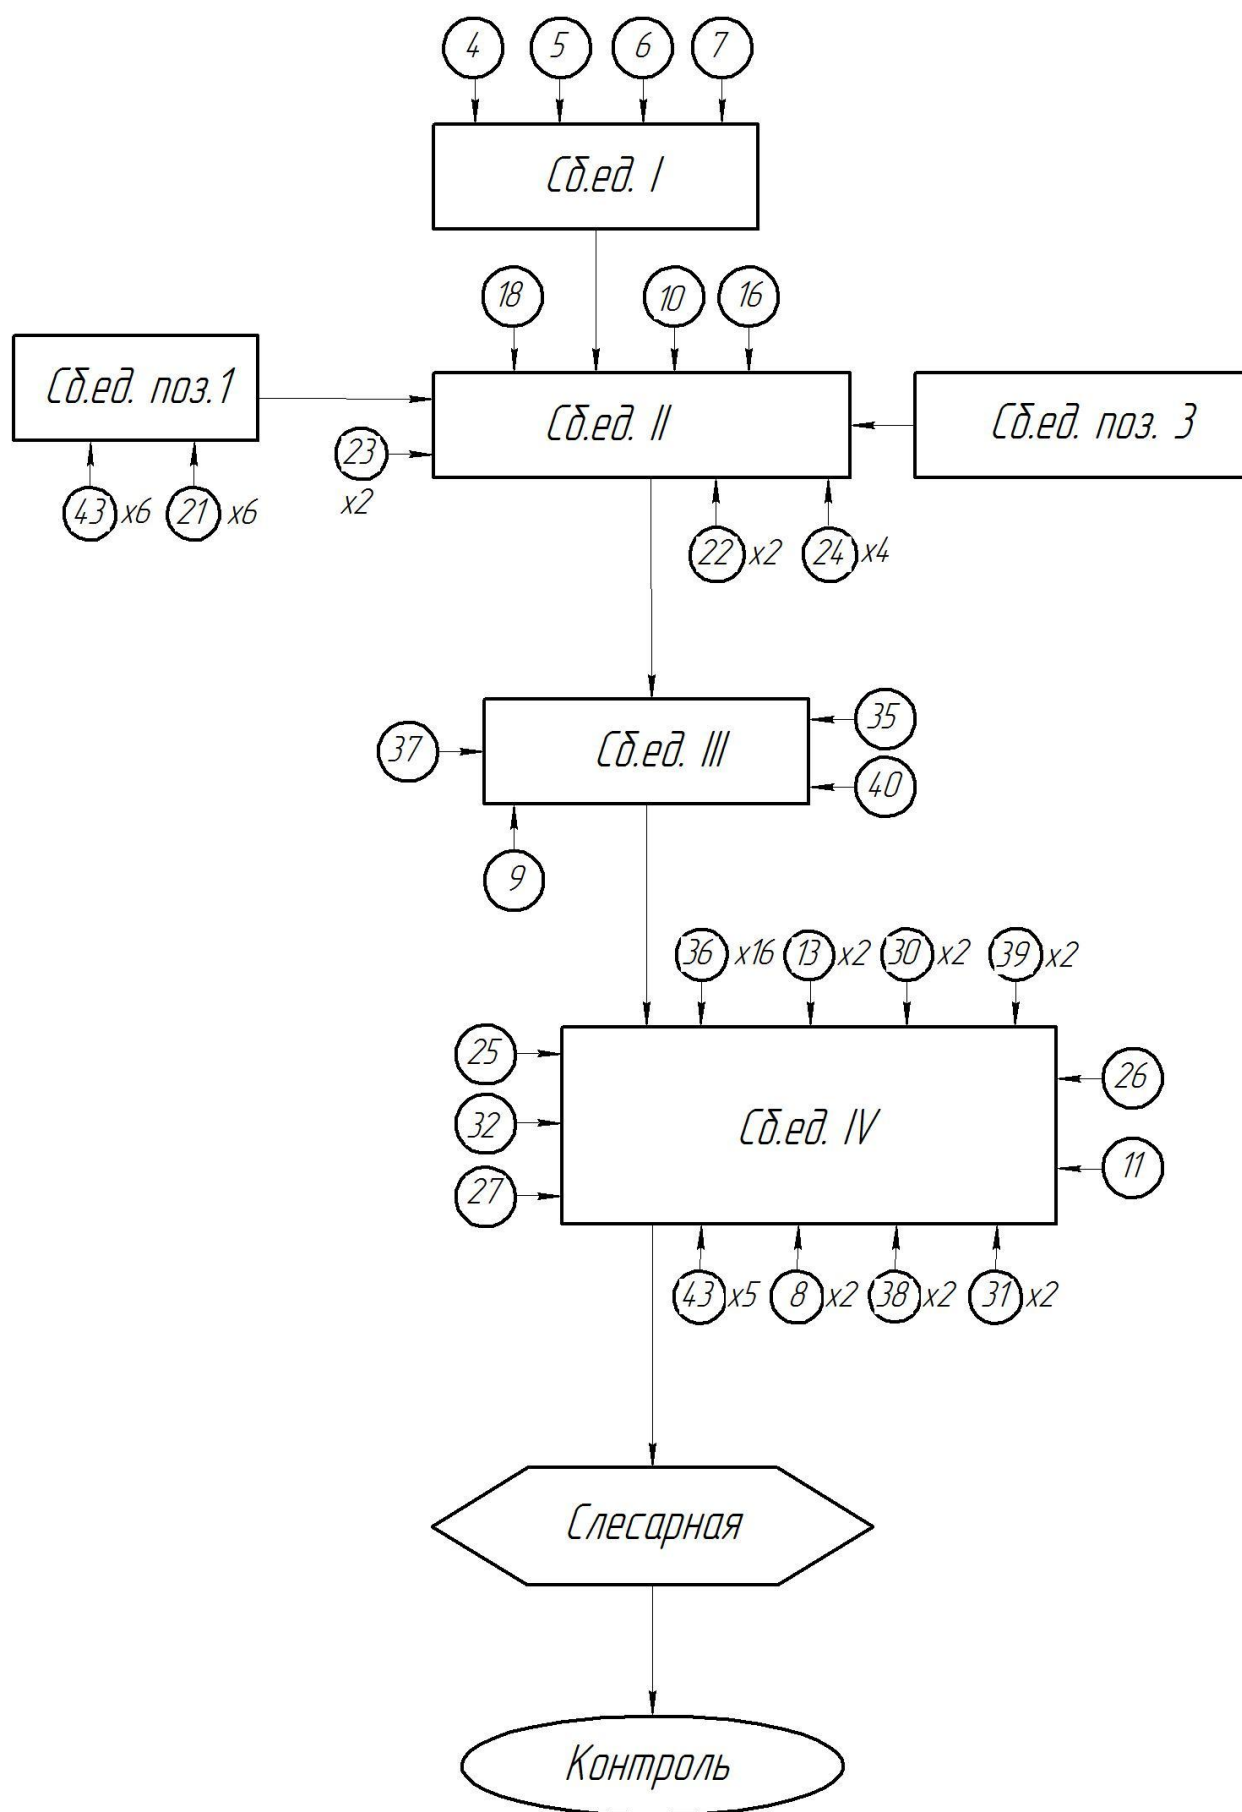 4 5 6 7
Сб.ед. I
18 10 16
Сб.ед. поз.1
Сб.ед. II
Сб.ед. поз. 3
23
x2
43 x6 21 x6
22 x2 24 x4
35
37
Сб.ед. III
40
9
36 x16 13 x2 30 x2 39 x2
25
26
32
Сб.ед. IV
11
27
43 x5 8 x2 38 x2 31 x2
Слесарная
Контроль